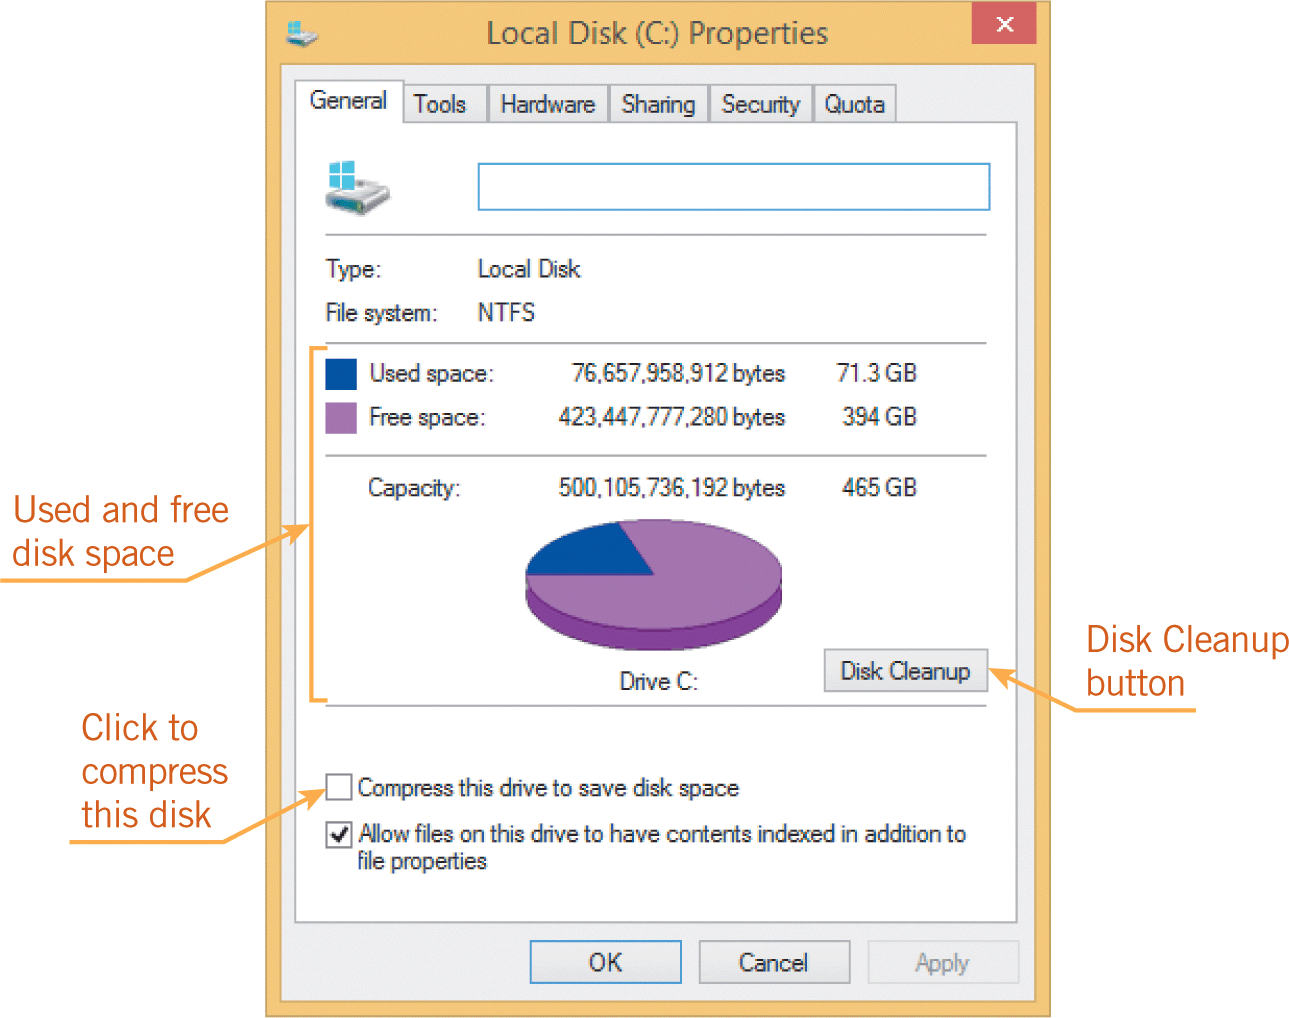 Local Disk (C:) Properties
General Tools Hardware Sharing Security Quota
Type: Local Disk
File system: NTFS
Used space: 76,657,958,912 bytes 71.3 GB
Free space: 423,447,777,280 bytes 394 GB
Capacity: 500,105,736,192 bytes 465 GB
Used and free
disk space
Drive C:
Disk Cleanup
Disk Cleanup
button
Click to
compress
this disk
Compress this drive to save disk space
Allow files on this drive to have contents indexed in addition to
file properties
OK Cancel Apply